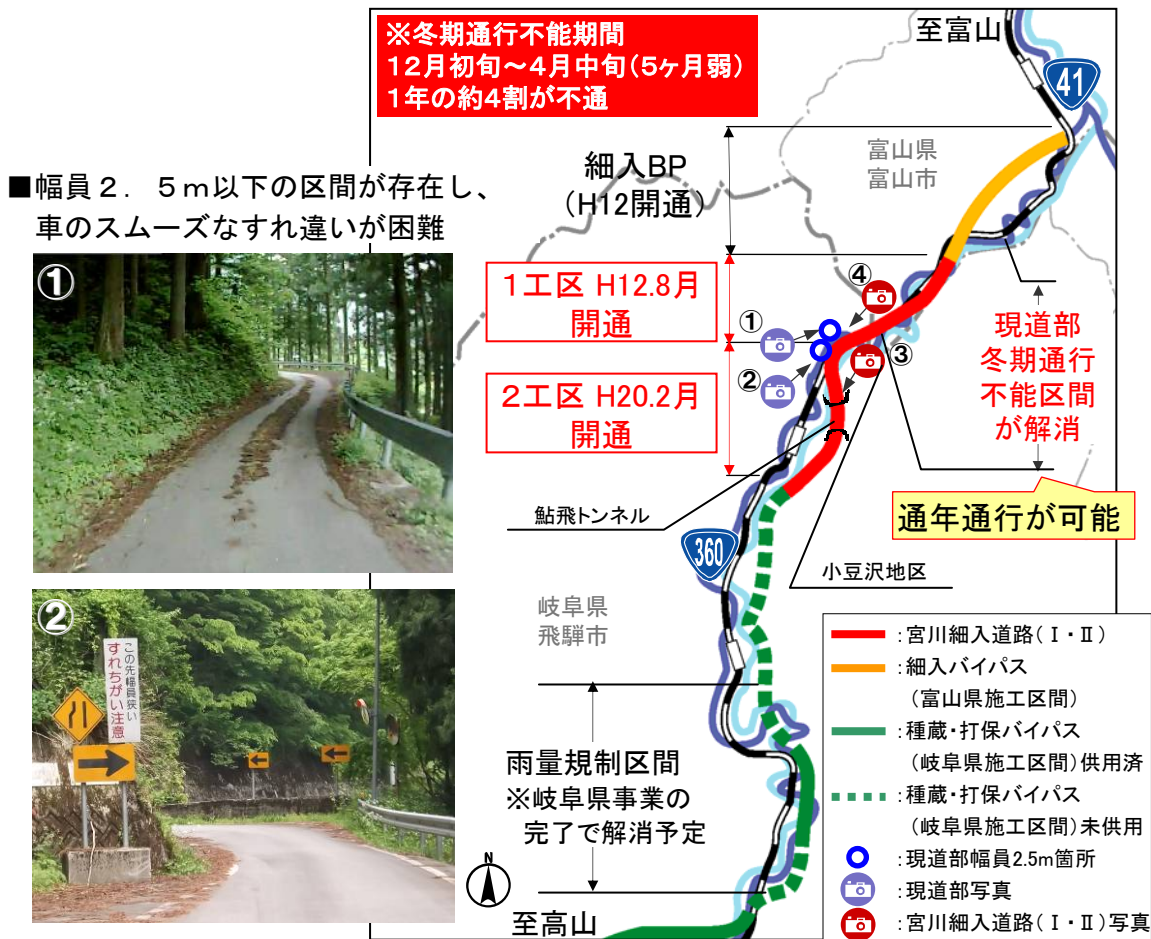 ※冬期通行不能期間
12月初旬～4月中旬(5ヶ月弱)
1年の約4割が不通
至富山
41
富山県
富山市
細入BP
(H12開通)
■幅員２．５m以下の区間が存在し、
車のスムーズなすれ違いが困難
①
1工区 H12.8月
開通
2工区 H20.2月
開通
④
①
③
②
現道部
冬期通行
不能区間
が解消
通年通行が可能
鮎飛トンネル
360
小豆沢地区
岐阜県
飛騨市
②
この先幅員狭い
すれちがい注意
雨量規制区間
※岐阜県事業の
完了で解消予定
N
至高山
：宮川細入道路(Ⅰ・Ⅱ)
：細入バイパス
(富山県施工区間)
：種蔵・打保バイパス
(岐阜県施工区間)供用済
：種蔵・打保バイパス
(岐阜県施工区間)未供用
：現道部幅員2.5m箇所
：現道部写真
：宮川細入道路(Ⅰ・Ⅱ)写真